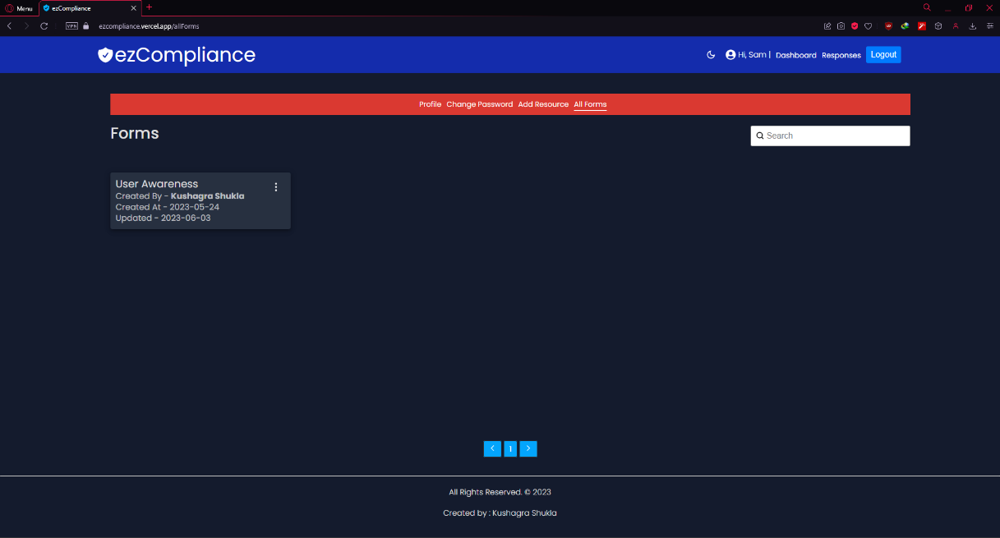 Menu
ezCompliance
VPN
ezcompliance.vercel.app/allForms
ezCompliance
Hi, Sam | Dashboard Responses Logout
Profile Change Password Add Resource All Forms
Forms
Search
User Awareness
Created By - Kushagra Shukla
Created At - 2023-05-24
Updated - 2023-06-03
1
All Rights Reserved. © 2023
Created by : Kushagra Shukla